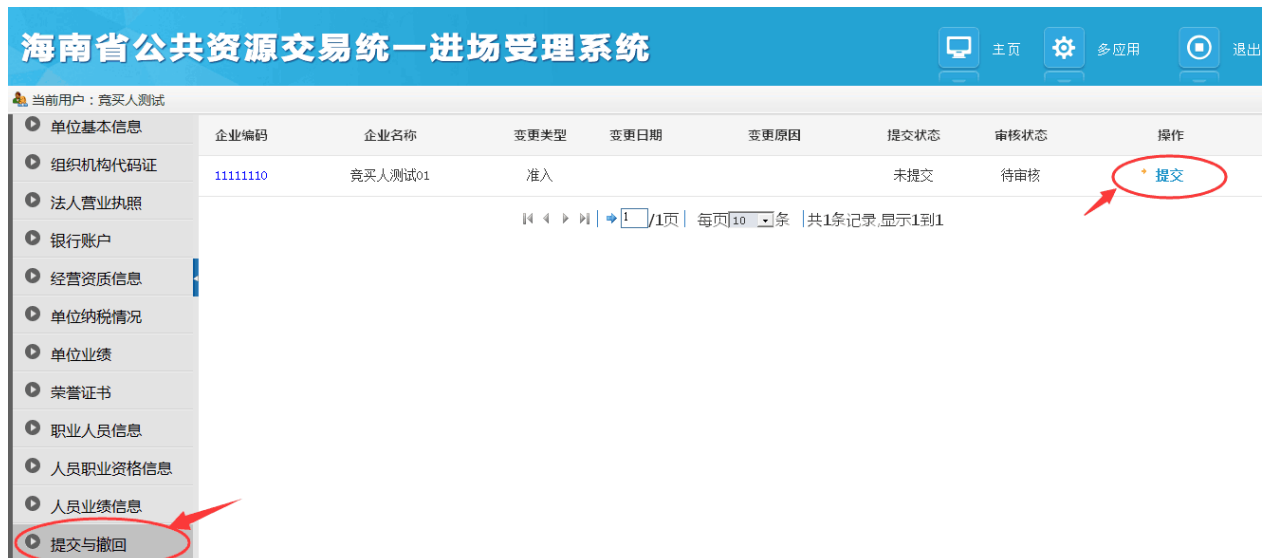 海南省公共资源交易统一进场受理系统
主页
多应用
退出
当前用户：竞买人测试
单位基本信息
组织机构代码证
法人营业执照
银行账户
经营资质信息
单位纳税情况
单位业绩
荣誉证书
职业人员信息
人员职业资格信息
人员业绩信息
提交与撤回
企业编码 企业名称 变更类型 变更日期 变更原因 提交状态 审核状态 操作
11111110 竞买人测试01 准入 未提交 待审核 * 提交
1 /1页 每页 10 条 共1条记录,显示1到1